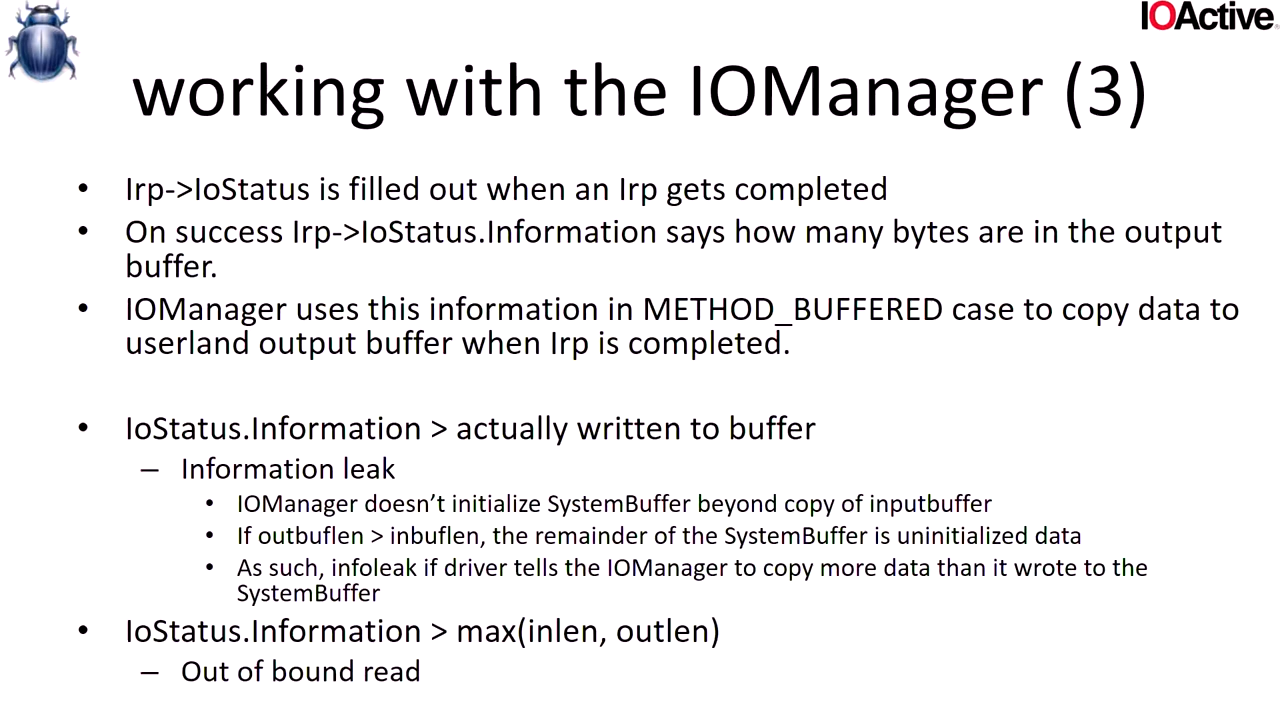 IOActive
working with the IOManager (3)
• Irp->IoStatus is filled out when an Irp gets completed
• On success Irp->IoStatus.Information says how many bytes are in the output
buffer.
• IOManager uses this information in METHOD_BUFFERED case to copy data to
userland output buffer when Irp is completed.
• IoStatus.Information > actually written to buffer
– Information leak
• IOManager doesn’t initialize SystemBuffer beyond copy of inputbuffer
• If outbuflen > inbuflen, the remainder of the SystemBuffer is uninitialized data
• As such, infoleak if driver tells the IOManager to copy more data than it wrote to the
SystemBuffer
• IoStatus.Information > max(inlen, outlen)
– Out of bound read